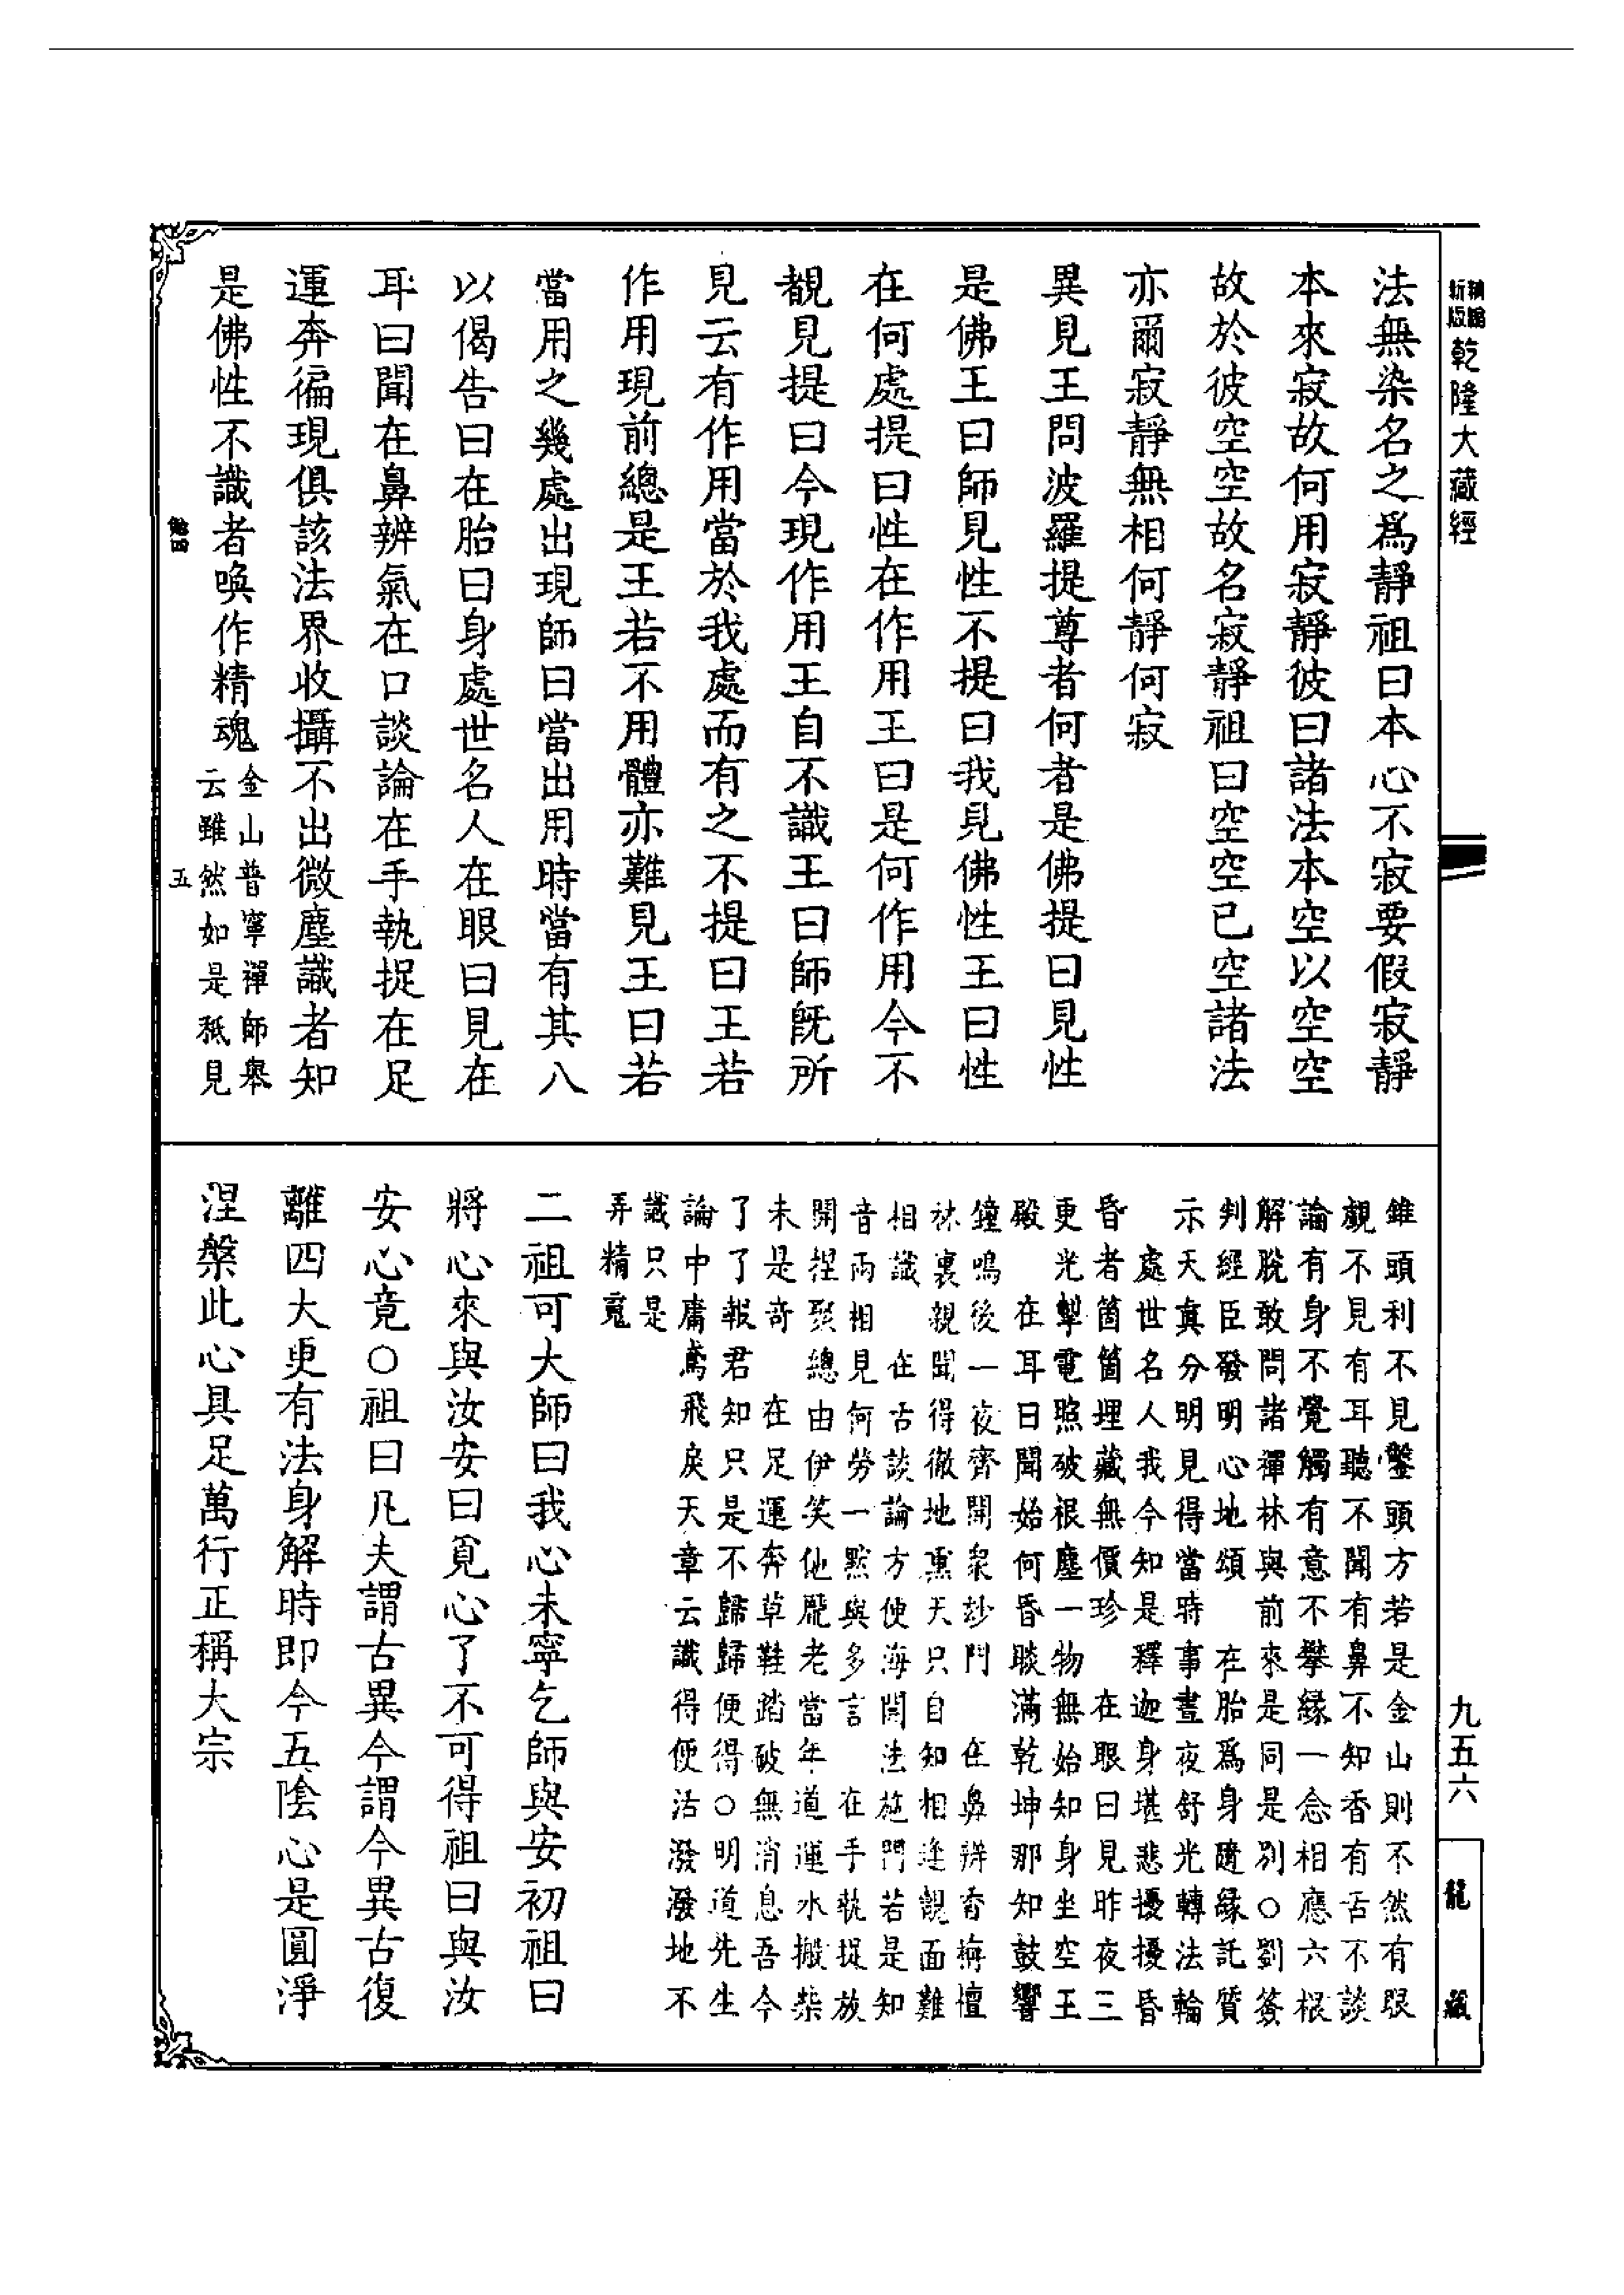 新編縮版 乾隆大藏經
法無染名之爲靜祖曰本心不寂要假寂靜
本來寂故何用寂靜彼曰諸法本空以空空
故於彼空空故名寂靜祖曰空空已空諸法
亦爾寂靜無相何靜何寂
異見王問波羅提尊者何者是佛提曰見性
是佛王曰師見性不提曰我見佛性王曰性
在何處提曰性在作用王曰是何作用今不
覩見提曰今現作用王自不識王曰師既所
見云有作用當於我處而有之不提曰王若
作用現前總是王若不用體亦難見王曰若
當用之幾處出現師曰當出用時當有其八
以偈告曰在胎曰身處世名人在眼曰見在
耳曰聞在鼻辨氣在口談論在手執捉在足
運奔徧現俱該法界收攝不出微塵識者知
是佛性不識者喚作精魂
金山普寧禪師舉
云雖然如是秪見
五
錐頭利不見鑿頭方若是金山則不然有眼
覰不見有耳聽不聞有鼻不知香有舌不談
論有身不覺觸有意不攀緣一念相應六根
解脫敢問諸禪林與前來是同是別○劉簽
判經臣發明心地頌 在胎爲身隨緣託質
示天真分明見得當時事晝夜舒光轉法輪
處世名人我今知是釋迦身堪悲擾擾昏
昏者箇箇埋藏無價珍 在眼曰見昨夜三
更光掣電照破根塵一物無始知身坐空王
殿 在耳曰聞始何昏睒滿乾坤那知鼓響
鐘鳴後一夜齊開衆玅門 在鼻辨香栴檀
林裏親聞得徹地熏天只自知相逢覿面難
相識 在舌談論方便海開法施門若是知
音兩相見何勞一默與多言 在手執捉放
開捏聚總由伊笑他龐老當年道運水搬柴
未是奇 在足運奔草鞋踏破無消息吾今
了了報君知只是不歸歸便得○明道先生
論中庸鳶飛戾天章云識得便活潑潑地不
識只是
弄精䰟
二祖可大師曰我心未寧乞師與安初祖曰
將心來與汝安曰覓心了不可得祖曰與汝
安心竟○祖曰凡夫謂古異今謂今異古復
離四大更有法身解時即今五陰心是圓淨
涅槃此心具足萬行正稱大宗
九五六
龍藏